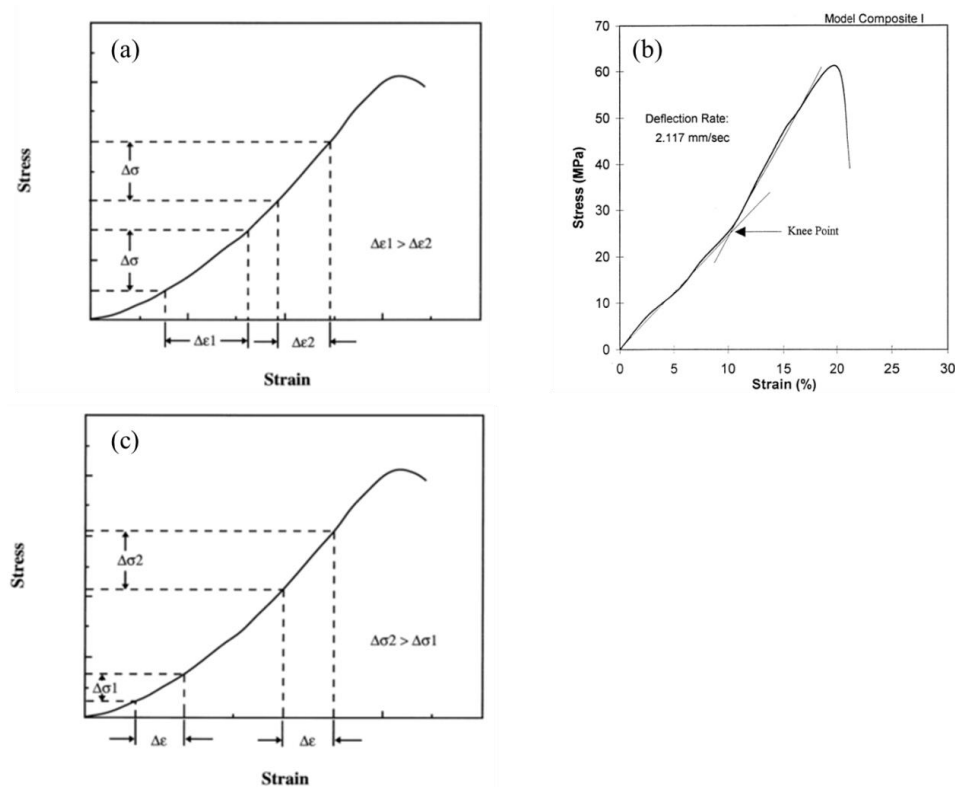 (a)
Stress
Δσ
Δσ
Δε1 > Δε2
Δε1
Δε2
Strain
Model Composite I
(b)
70
60
50
40
30
20
10
0
Stress (MPa)
Deflection Rate:
2.117 mm/sec
Knee Point
0 5 10 15 20 25 30
Strain (%)
(c)
Stress
Δσ2
Δσ1
Δσ2 > Δσ1
Δε
Δε
Strain